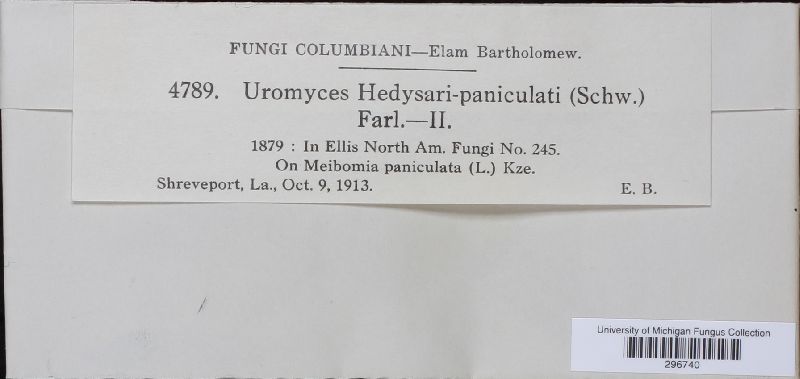 FUNGI COLUMBIANI—Elam Bartholomew.
4789. Uromyces Hedysari-paniculati (Schw.)
Farl.—II.
1879 : In Ellis North Am. Fungi No. 245.
On Meibomia paniculata (L.) Kze.
Shreveport, La., Oct. 9, 1913. E. B.
University of Michigan Fungus Collection
296740